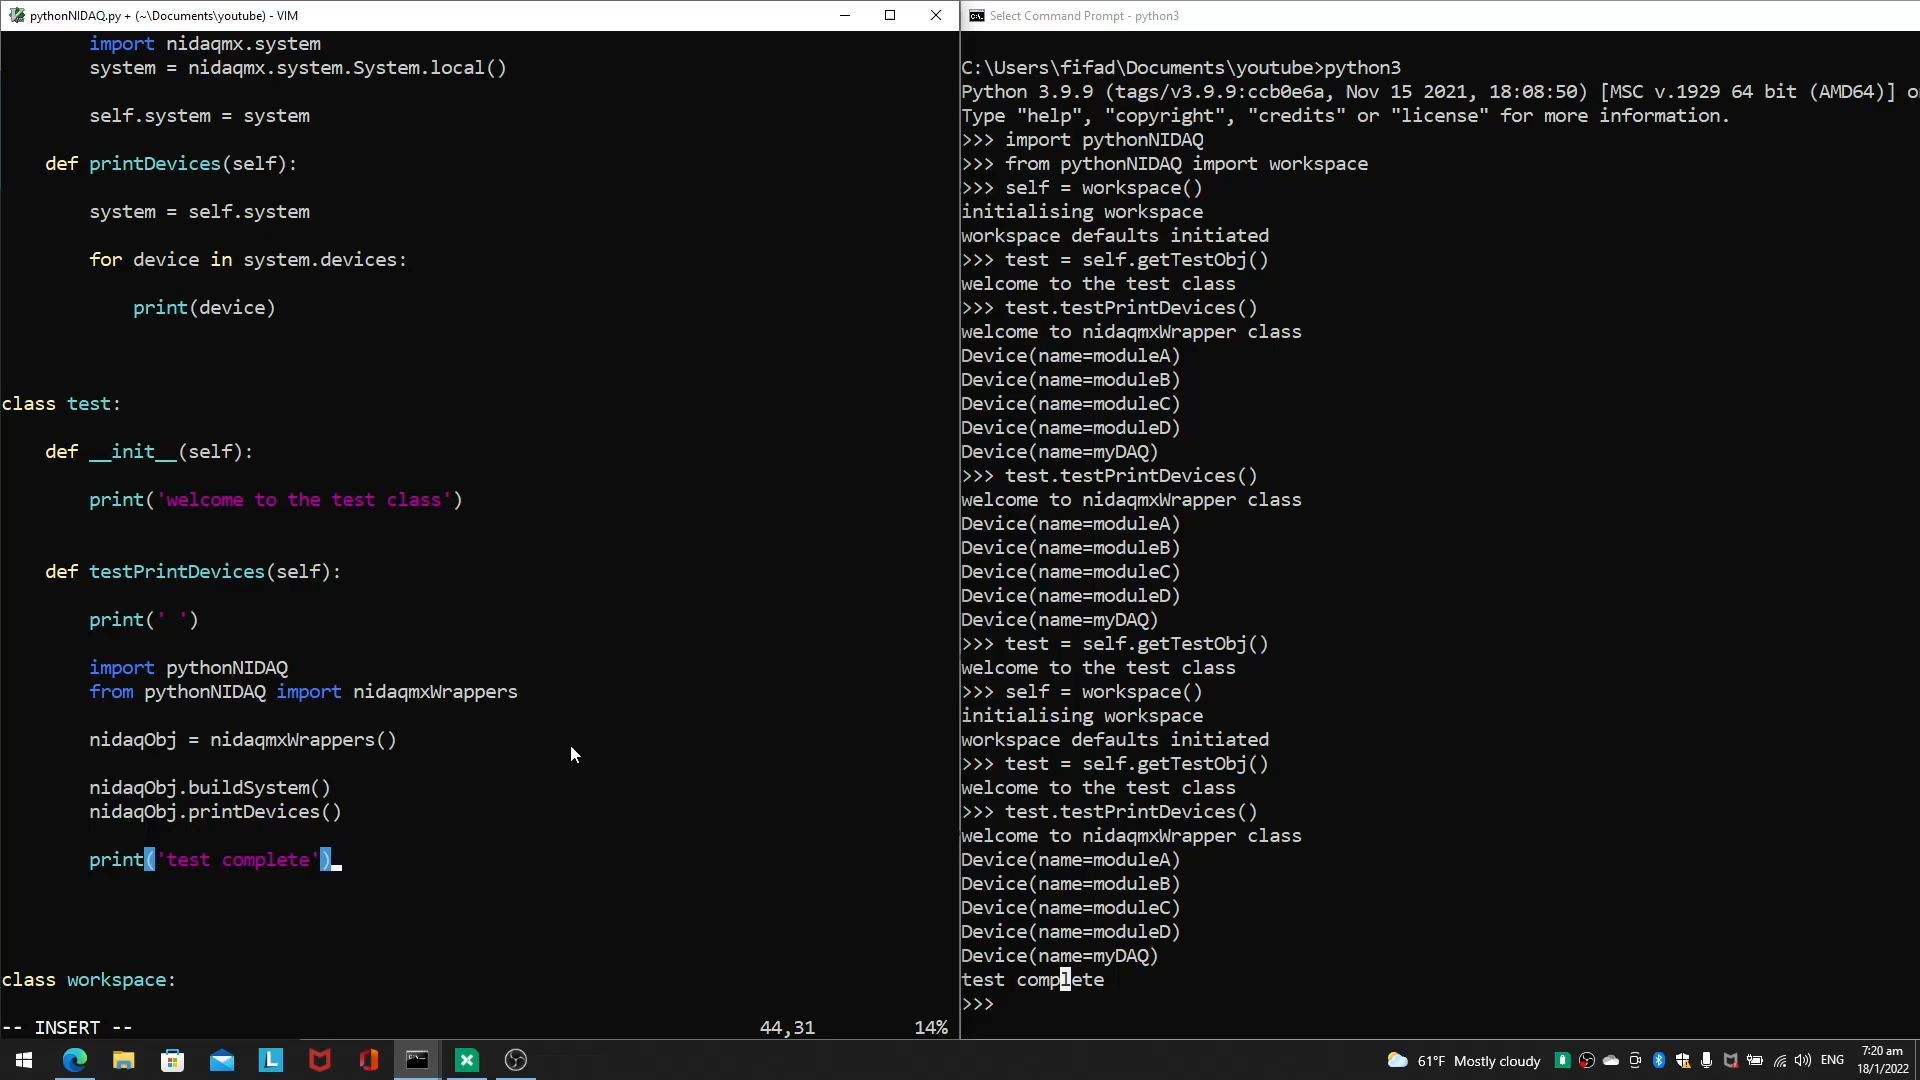 pythonNIDAQ.py + (~\Documents\youtube) - VIM
import nidaqmx.system
system = nidaqmx.system.System.local()
self.system = system
def printDevices(self):
system = self.system
for device in system.devices:
print(device)
class test:
def __init__(self):
print('welcome to the test class')
def testPrintDevices(self):
print(' ')
import pythonNIDAQ
from pythonNIDAQ import nidaqmxWrappers
nidaqObj = nidaqmxWrappers()
nidaqObj.buildSystem()
nidaqObj.printDevices()
print('test complete')
class workspace:
-- INSERT --
44,31
14%
Select Command Prompt - python3
C:\Users\fifad\Documents\youtube>python3
Python 3.9.9 (tags/v3.9.9:ccb0e6a, Nov 15 2021, 18:08:50) [MSC v.1929 64 bit (AMD64)] o
Type "help", "copyright", "credits" or "license" for more information.
>>> import pythonNIDAQ
>>> from pythonNIDAQ import workspace
>>> self = workspace()
initialising workspace
workspace defaults initiated
>>> test = self.getTestObj()
welcome to the test class
>>> test.testPrintDevices()
welcome to nidaqmxWrapper class
Device(name=moduleA)
Device(name=moduleB)
Device(name=moduleC)
Device(name=moduleD)
Device(name=myDAQ)
>>> test.testPrintDevices()
welcome to nidaqmxWrapper class
Device(name=moduleA)
Device(name=moduleB)
Device(name=moduleC)
Device(name=moduleD)
Device(name=myDAQ)
>>> test = self.getTestObj()
welcome to the test class
>>> self = workspace()
initialising workspace
workspace defaults initiated
>>> test = self.getTestObj()
welcome to the test class
>>> test.testPrintDevices()
welcome to nidaqmxWrapper class
Device(name=moduleA)
Device(name=moduleB)
Device(name=moduleC)
Device(name=moduleD)
Device(name=myDAQ)
test complete
>>>
61°F Mostly cloudy
ENG
7:20 am
18/1/2022